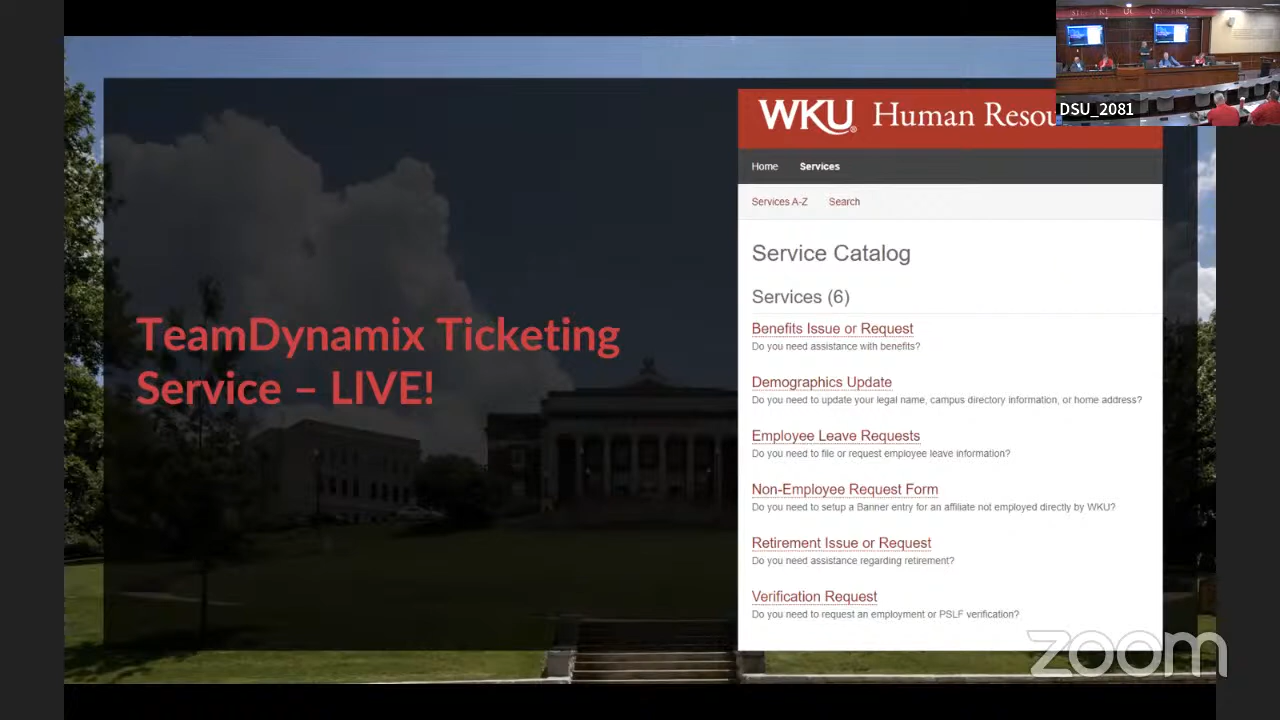 TeamDynamix Ticketing
Service – LIVE!
WKU® Human
Home Services
Services A-Z Search
Service Catalog
Services (6)
Benefits Issue or Request
Do you need assistance with benefits?
Demographics Update
Do you need to update your legal name, campus directory information, or home address?
Employee Leave Requests
Do you need to file or request employee leave information?
Non-Employee Request Form
Do you need to setup a Banner entry for an affiliate not employed directly by WKU?
Retirement Issue or Request
Do you need assistance regarding retirement?
Verification Request
Do you need to request an employment or PSLF verification?
DSU_2081
zoom